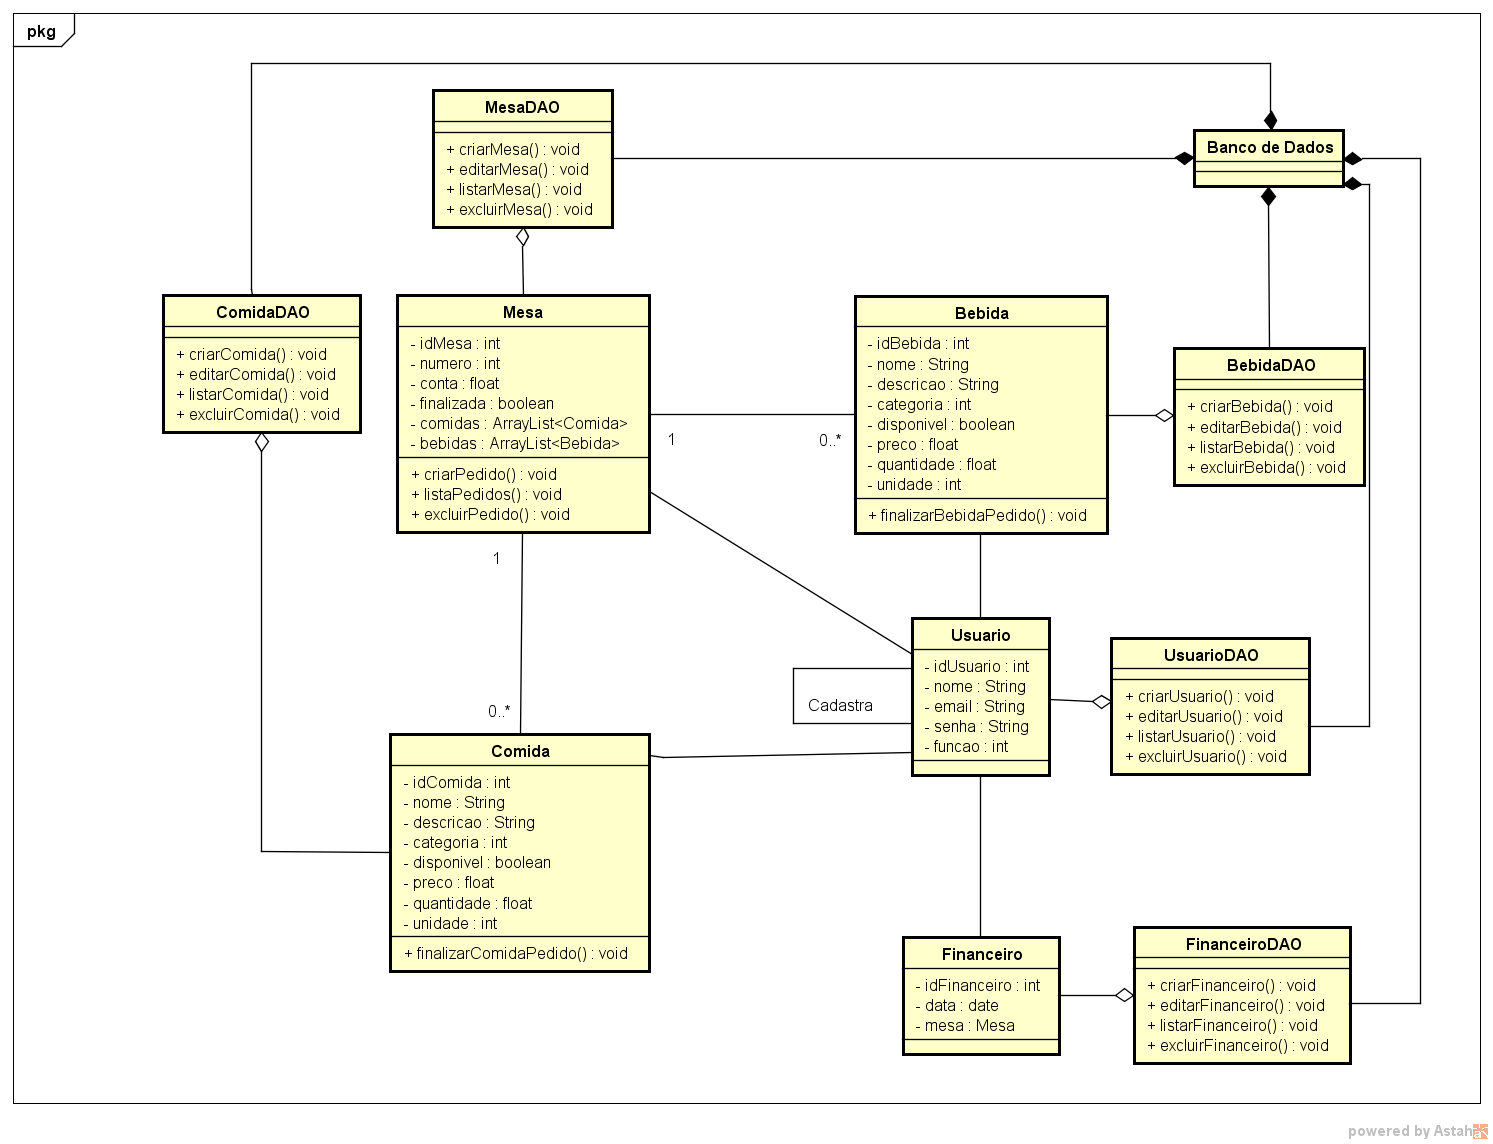 pkg
MesaDAO
+ criarMesa() : void
+ editarMesa() : void
+ listarMesa() : void
+ excluirMesa() : void
Banco de Dados
ComidaDAO
+ criarComida() : void
+ editarComida() : void
+ listarComida() : void
+ excluirComida() : void
Mesa
- idMesa : int
- numero : int
- conta : float
- finalizada : boolean
- comidas : ArrayList<Comida>
- bebidas : ArrayList<Bebida>
+ criarPedido() : void
+ listaPedidos() : void
+ excluirPedido() : void
1
0..*
Bebida
- idBebida : int
- nome : String
- descricao : String
- categoria : int
- disponivel : boolean
- preco : float
- quantidade : float
- unidade : int
+ finalizarBebidaPedido() : void
BebidaDAO
+ criarBebida() : void
+ editarBebida() : void
+ listarBebida() : void
+ excluirBebida() : void
1
0..*
Usuario
- idUsuario : int
- nome : String
- email : String
- senha : String
- funcao : int
Cadastra
UsuarioDAO
+ criarUsuario() : void
+ editarUsuario() : void
+ listarUsuario() : void
+ excluirUsuario() : void
Comida
- idComida : int
- nome : String
- descricao : String
- categoria : int
- disponivel : boolean
- preco : float
- quantidade : float
- unidade : int
+ finalizarComidaPedido() : void
Financeiro
- idFinanceiro : int
- data : date
- mesa : Mesa
FinanceiroDAO
+ criarFinanceiro() : void
+ editarFinanceiro() : void
+ listarFinanceiro() : void
+ excluirFinanceiro() : void
powered by Astah